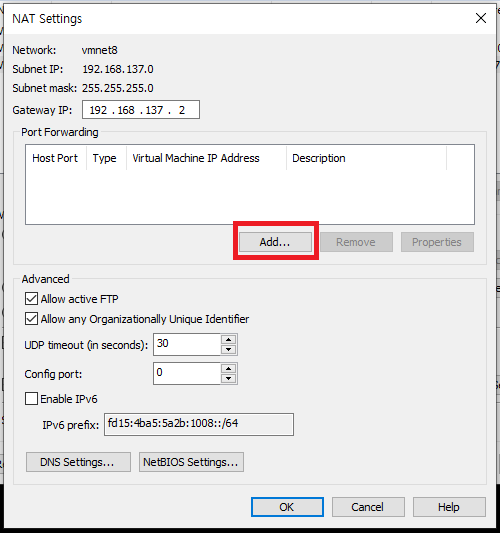 NAT Settings
Network: vmnet8
Subnet IP: 192.168.137.0
Subnet mask: 255.255.255.0
Gateway IP: 192 . 168 . 137 . 2
Port Forwarding
Host Port Type Virtual Machine IP Address Description
Add... Remove Properties
Advanced
Allow active FTP
Allow any Organizationally Unique Identifier
UDP timeout (in seconds): 30
Config port: 0
Enable IPv6
IPv6 prefix: fd15:4ba5:5a2b:1008::/64
DNS Settings... NetBIOS Settings...
OK Cancel Help